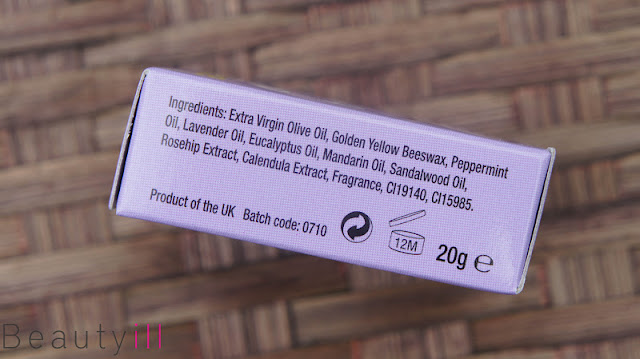 Ingredients: Extra Virgin Olive Oil, Golden Yellow Beeswax, Peppermint
Oil, Lavender Oil, Eucalyptus Oil, Mandarin Oil, Sandalwood Oil,
Rosehip Extract, Calendula Extract, Fragrance, CI19140, CI15985.
Product of the UK Batch code: 0710
12M
20g e
Beautyill